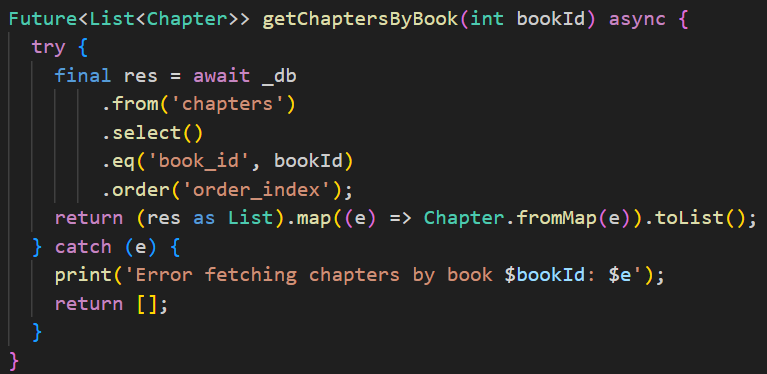 Future<List<Chapter>> getChaptersByBook(int bookId) async {
  try {
    final res = await _db
        .from('chapters')
        .select()
        .eq('book_id', bookId)
        .order('order_index');
    return (res as List).map((e) => Chapter.fromMap(e)).toList();
  } catch (e) {
    print('Error fetching chapters by book $bookId: $e');
    return [];
  }
}